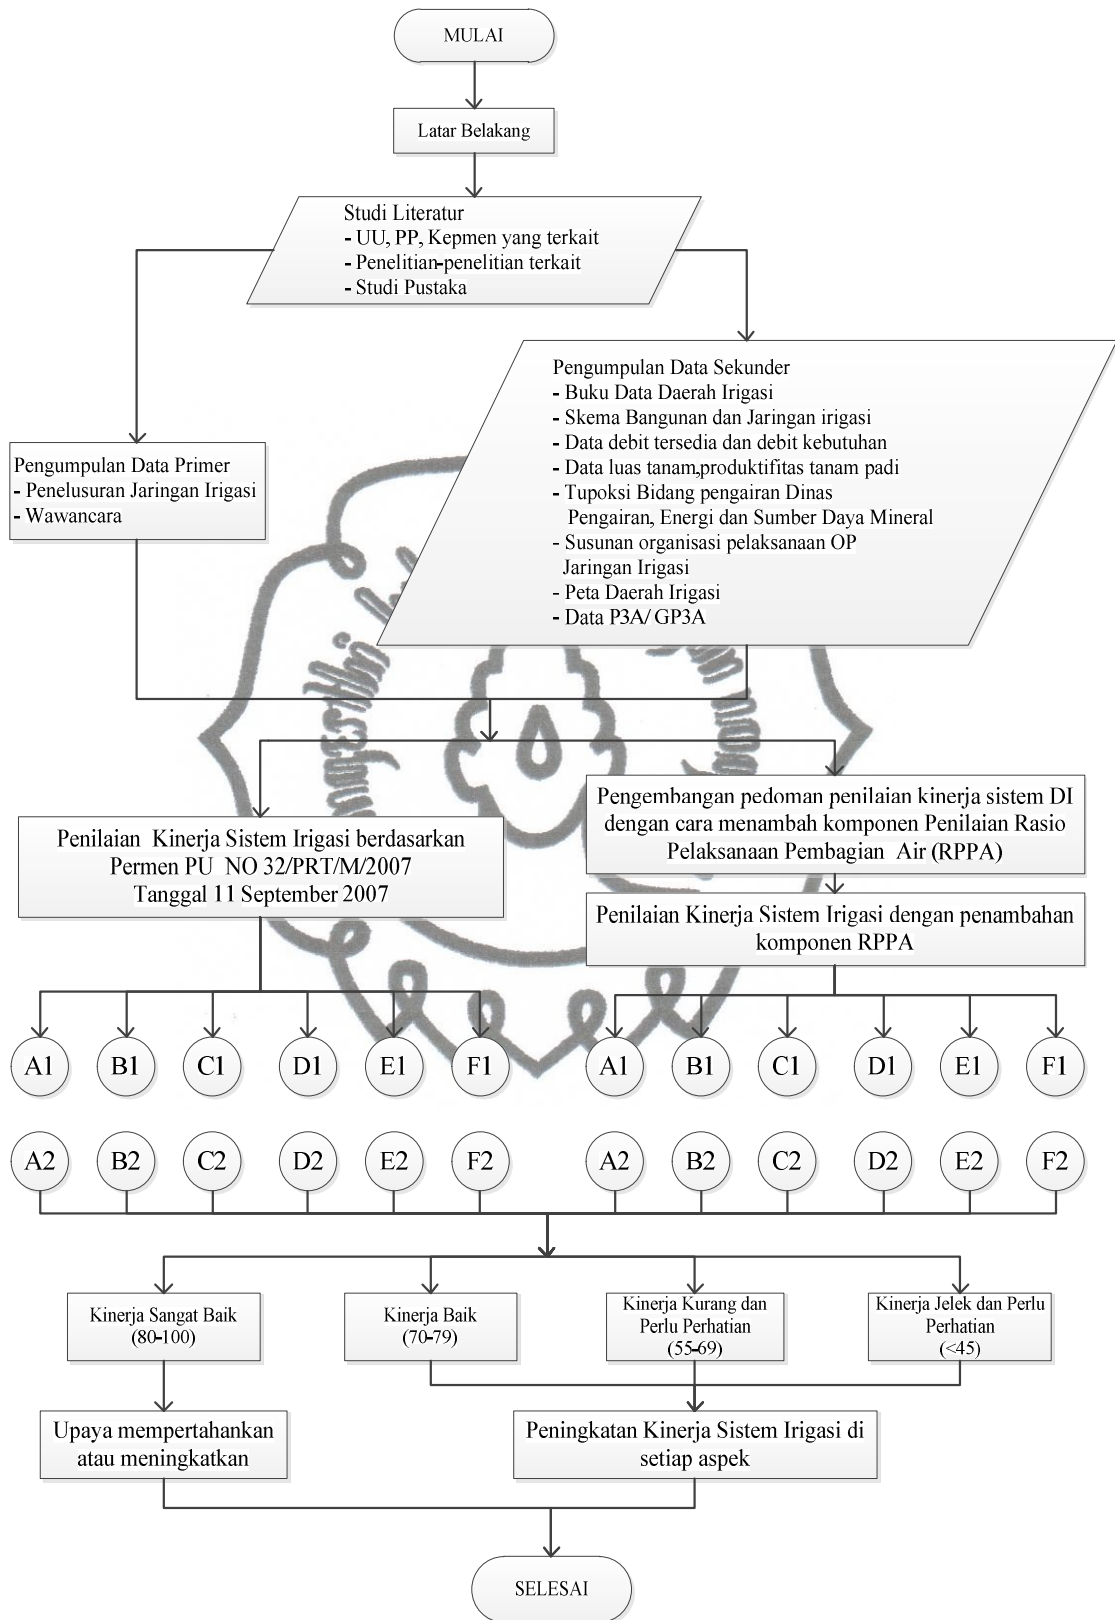 MULAI
Latar Belakang
Studi Literatur
- UU, PP, Kepmen yang terkait
- Penelitian-penelitian terkait
- Studi Pustaka
Pengumpulan Data Primer
- Penelusuran Jaringan Irigasi
- Wawancara
Pengumpulan Data Sekunder
- Buku Data Daerah Irigasi
- Skema Bangunan dan Jaringan irigasi
- Data debit tersedia dan debit kebutuhan
- Data luas tanam,produktifitas tanam padi
- Tupoksi Bidang pengairan Dinas
Pengairan, Energi dan Sumber Daya Mineral
- Susunan organisasi pelaksanaan OP
Jaringan Irigasi
- Peta Daerah Irigasi
- Data P3A/ GP3A
Penilaian Kinerja Sistem Irigasi berdasarkan
Permen PU NO 32/PRT/M/2007
Tanggal 11 September 2007
Pengembangan pedoman penilaian kinerja sistem DI
dengan cara menambah komponen Penilaian Rasio
Pelaksanaan Pembagian Air (RPPA)
Penilaian Kinerja Sistem Irigasi dengan penambahan
komponen RPPA
A1 B1 C1 D1 E1 F1 A1 B1 C1 D1 E1 F1
A2 B2 C2 D2 E2 F2 A2 B2 C2 D2 E2 F2
Kinerja Sangat Baik
(80-100)
Kinerja Baik
(70-79)
Kinerja Kurang dan
Perlu Perhatian
(55-69)
Kinerja Jelek dan Perlu
Perhatian
(<45)
Upaya mempertahankan
atau meningkatkan
Peningkatan Kinerja Sistem Irigasi di
setiap aspek
SELESAI